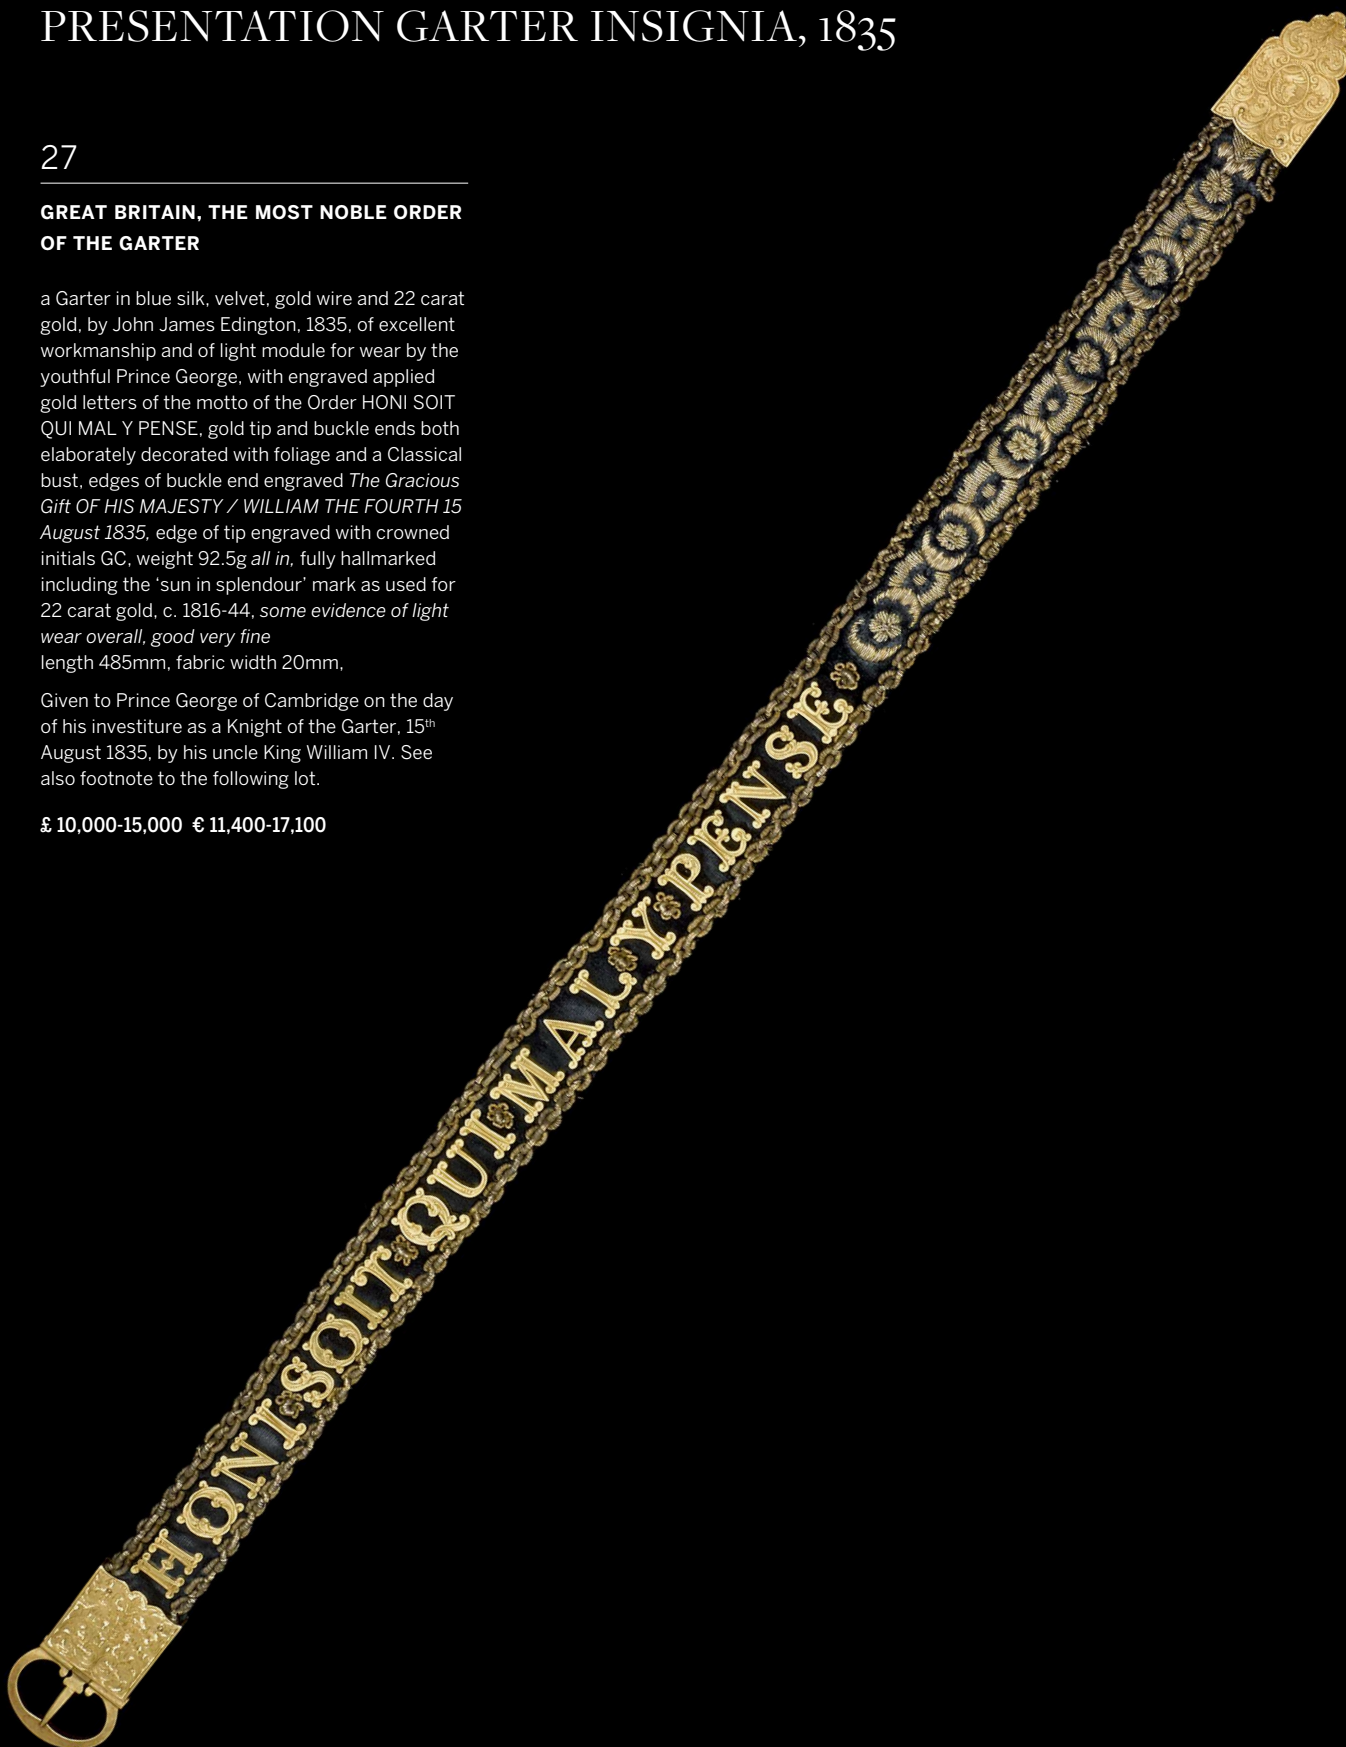 PRESENTATION GARTER INSIGNIA, 1835
27
GREAT BRITAIN, THE MOST NOBLE ORDER
OF THE GARTER
a Garter in blue silk, velvet, gold wire and 22 carat
gold, by John James Edington, 1835, of excellent
workmanship and of light module for wear by the
youthful Prince George, with engraved applied
gold letters of the motto of the Order HONI SOIT
QUI MAL Y PENSE, gold tip and buckle ends both
elaborately decorated with foliage and a Classical
bust, edges of buckle end engraved The Gracious
Gift OF HIS MAJESTY / WILLIAM THE FOURTH 15
August 1835, edge of tip engraved with crowned
initials GC, weight 92.5g all in, fully hallmarked
including the ‘sun in splendour’ mark as used for
22 carat gold, c. 1816-44, some evidence of light
wear overall, good very fine
length 485mm, fabric width 20mm,
Given to Prince George of Cambridge on the day
of his investiture as a Knight of the Garter, 15th
August 1835, by his uncle King William IV. See
also footnote to the following lot.
£ 10,000-15,000 € 11,400-17,100
HONI SOIT QUI MAL Y PENSE